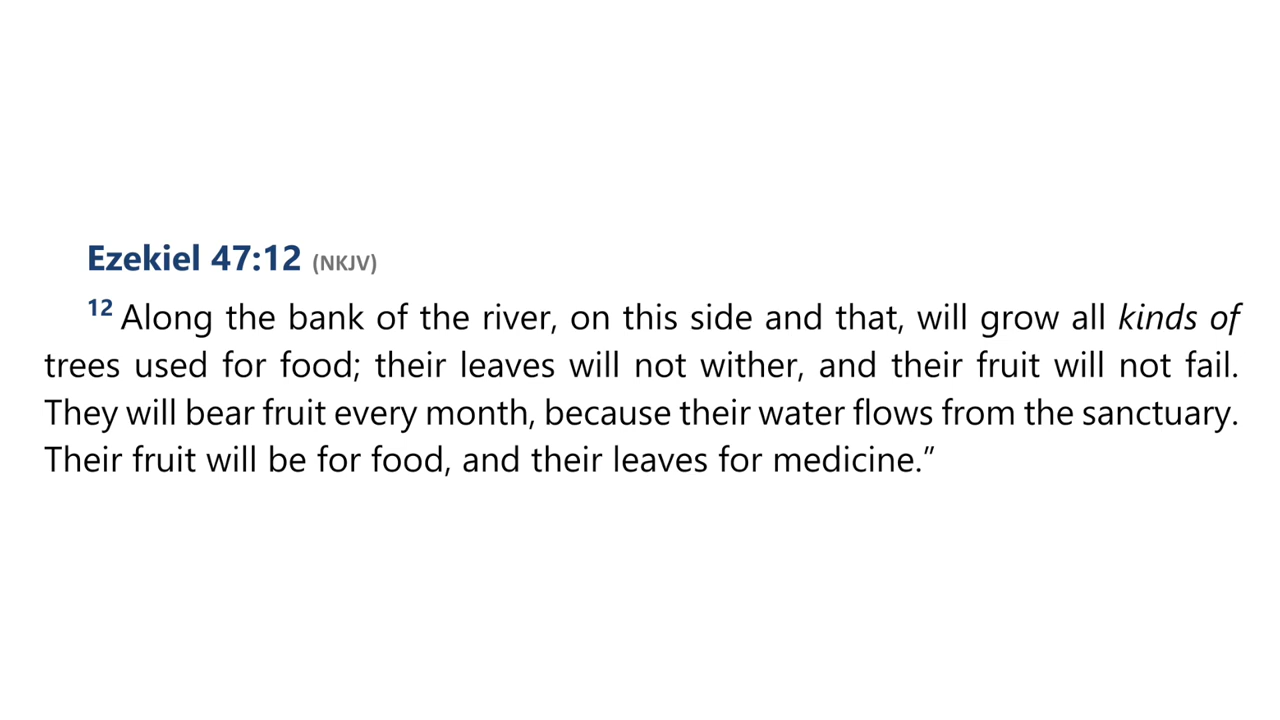 Ezekiel 47:12 (NKJV)
12 Along the bank of the river, on this side and that, will grow all kinds of
trees used for food; their leaves will not wither, and their fruit will not fail.
They will bear fruit every month, because their water flows from the sanctuary.
Their fruit will be for food, and their leaves for medicine.”